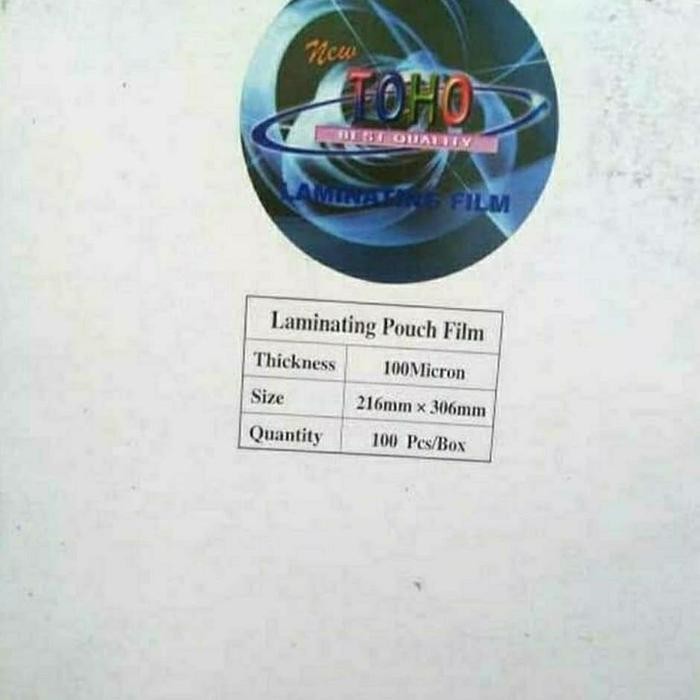 New
TOHO
BEST QUALITY
LAMINATING FILM
Laminating Pouch Film
Thickness 100Micron
Size 216mm × 306mm
Quantity 100 Pcs/Box